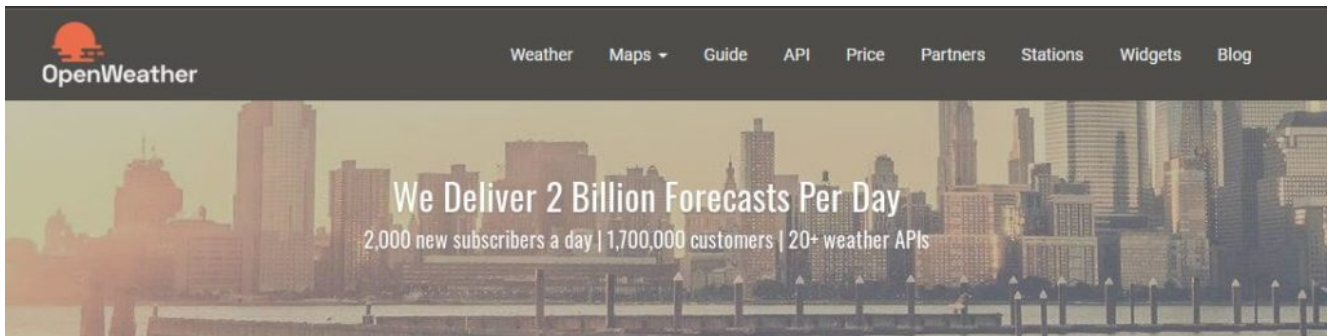 OpenWeather
Weather Maps Guide API Price Partners Stations Widgets Blog
We Deliver 2 Billion Forecasts Per Day
2,000 new subscribers a day | 1,700,000 customers | 20+ weather APIs